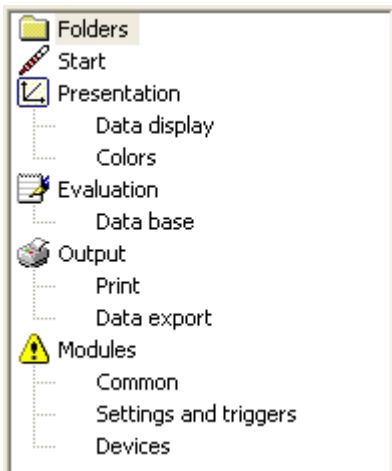 Folders
Start
Presentation
Data display
Colors
Evaluation
Data base
Output
Print
Data export
Modules
Common
Settings and triggers
Devices